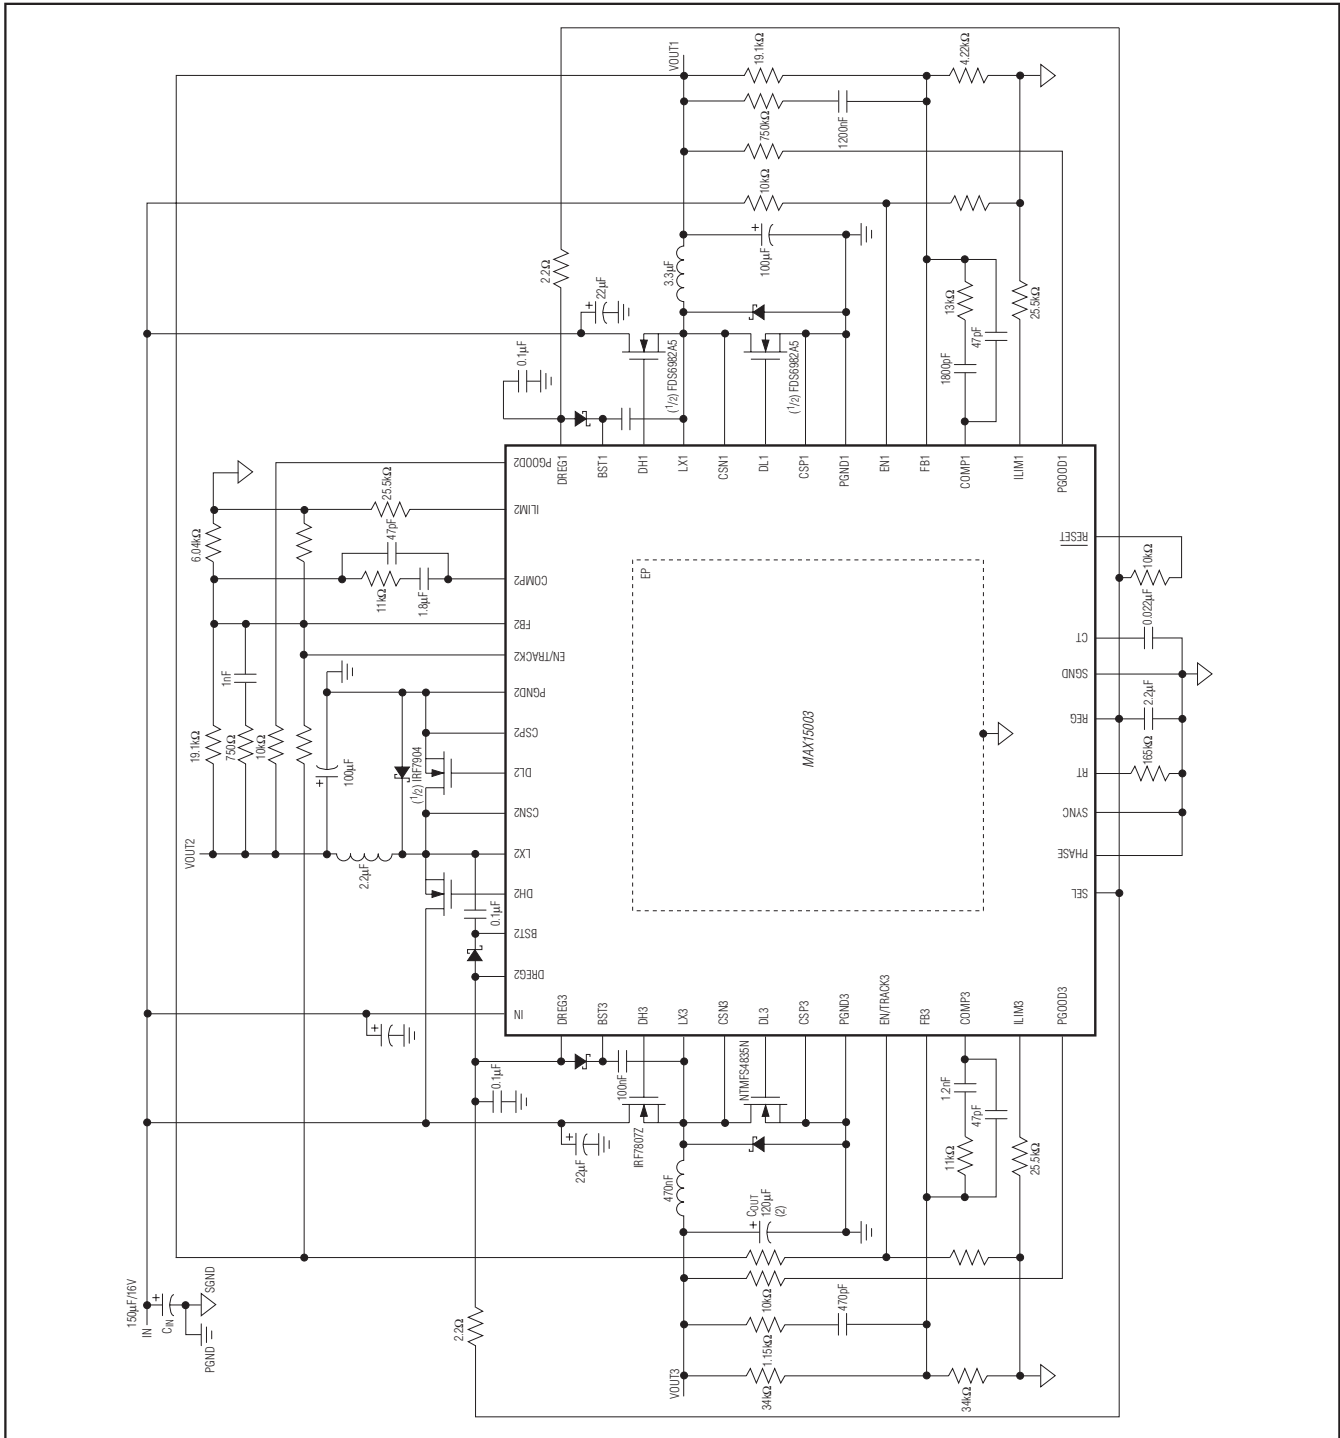 VOUT1
19.1kΩ
4.22kΩ
750kΩ
1200nF
10kΩ
2.2Ω
22µF
3.3µF
100µF
13kΩ
47pF
1800pF
25.5kΩ
0.1µF
(1/2) FDS6982A5
(1/2) FDS6982A5
DREG1
BST1
DH1
LX1
CSN1
DL1
CSP1
PGND1
EN1
FB1
COMP1
ILIM1
PGOOD1
PGOOD2
ILIM2
COMP2
FB2
EN/TRACK2
PGND2
CSP2
DL2
CSN2
LX2
DH2
BST2
DREG2
IN
6.04kΩ
25.5kΩ
47pF
11kΩ
1.8µF
1nF
19.1kΩ
750Ω
10kΩ
100µF
(1/2) IRF7904
VOUT2
2.2µF
0.1µF
EP
MAX15003
RESET
CT
SGND
REG
RT
SYNC
PHASE
SEL
10kΩ
0.022µF
2.2µF
165kΩ
DREG3
BST3
DH3
LX3
CSN3
DL3
CSP3
PGND3
EN/TRACK3
FB3
COMP3
ILIM3
PGOOD3
0.1µF
100nF
NTMFS4835N
IRF7807Z
22µF
470nF
COUT
120µF
(2)
1.2nF
47pF
11kΩ
25.5kΩ
10kΩ
470pF
1.15kΩ
VOUT3
34kΩ
34kΩ
2.2Ω
150µF/16V
IN
CIN
SGND
PGND